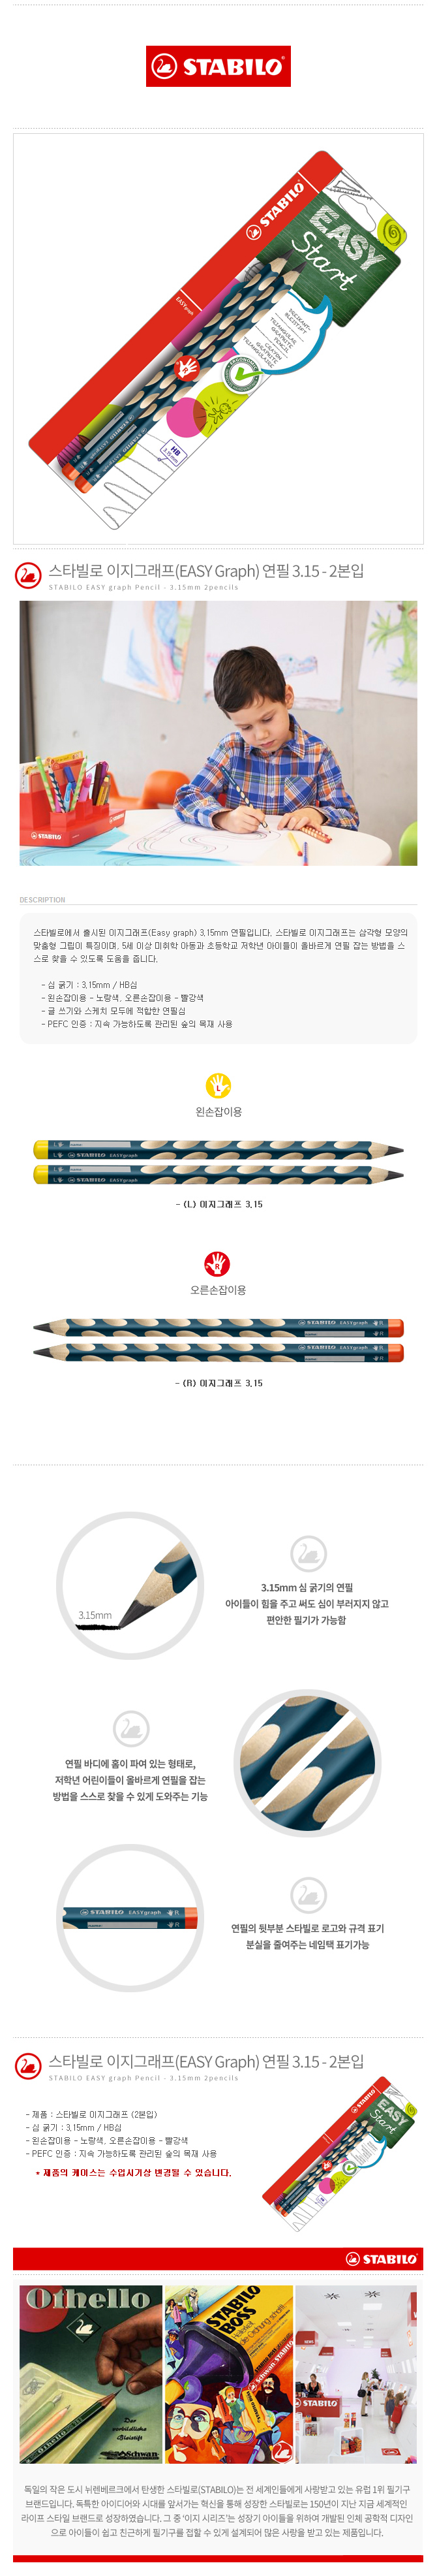 STABILO
STABILO
EASY
Start
EASYgraph
DREIKANT-
BLEISTIFT
TRIANGULAR
GRAPHITE
PENCIL
CRAYON
GRAPHITE
TRIANGULAIRE
R
HB
3.15 mm
스타빌로 이지그래프(EASY Graph) 연필 3.15 - 2본입
STABILO EASY graph Pencil - 3.15mm 2pencils
STABILO
DESCRIPTION
스타빌로에서 출시된 이지그래프(Easy graph) 3.15mm 연필입니다. 스타빌로 이지그래프는 삼각형 모양의
맞춤형 그립이 특징이며, 5세 이상 미취학 아동과 초등학교 저학년 아이들이 올바르게 연필 잡는 방법을 스
스로 찾을 수 있도록 도움을 줍니다.
- 심 굵기 : 3.15mm / HB심
- 왼손잡이용 - 노랑색, 오른손잡이용 - 빨강색
- 글 쓰기와 스케치 모두에 적합한 연필심
- PEFC 인증 : 지속 가능하도록 관리된 숲의 목재 사용
L
왼손잡이용
L STABILO EASYgraph
L STABILO EASYgraph
- (L) 이지그래프 3.15
R
오른손잡이용
STABILO EASYgraph R
STABILO EASYgraph R
- (R) 이지그래프 3.15
3.15mm
3.15mm 심 굵기의 연필
아이들이 힘을 주고 써도 심이 부러지지 않고
편안한 필기가 가능함
연필 바디에 홈이 파여 있는 형태로,
저학년 어린이들이 올바르게 연필을 잡는
방법을 스스로 찾을 수 있게 도와주는 기능
STABILO EASYgraph R
연필의 뒷부분 스타빌로 로고와 규격 표기
분실을 줄여주는 네임택 표기가능
스타빌로 이지그래프(EASY Graph) 연필 3.15 - 2본입
STABILO EASY graph Pencil - 3.15mm 2pencils
- 제품 : 스타빌로 이지그래프 (2본입)
- 심 굵기 : 3.15mm / HB심
- 왼손잡이용 - 노랑색, 오른손잡이용 - 빨강색
- PEFC 인증 : 지속 가능하도록 관리된 숲의 목재 사용
* 제품의 케이스는 수입시기상 변경될 수 있습니다.
STABILO
EASY
Start
STABILO
Othello
Der
vorbildliche
Bleistift
Schwan
STABILO
BOSS
Schwan STABILO
STABILO
독일의 작은 도시 뉘렌베르크에서 탄생한 스타빌로(STABILO)는 전 세계인들에게 사랑받고 있는 유럽 1위 필기구
브랜드입니다. 독특한 아이디어와 시대를 앞서가는 혁신을 통해 성장한 스타빌로는 150년이 지난 지금 세계적인
라이프 스타일 브랜드로 성장하였습니다. 그 중 '이지 시리즈'는 성장기 아이들을 위하여 개발된 인체 공학적 디자인
으로 아이들이 쉽고 친근하게 필기구를 접할 수 있게 설계되어 많은 사랑을 받고 있는 제품입니다.